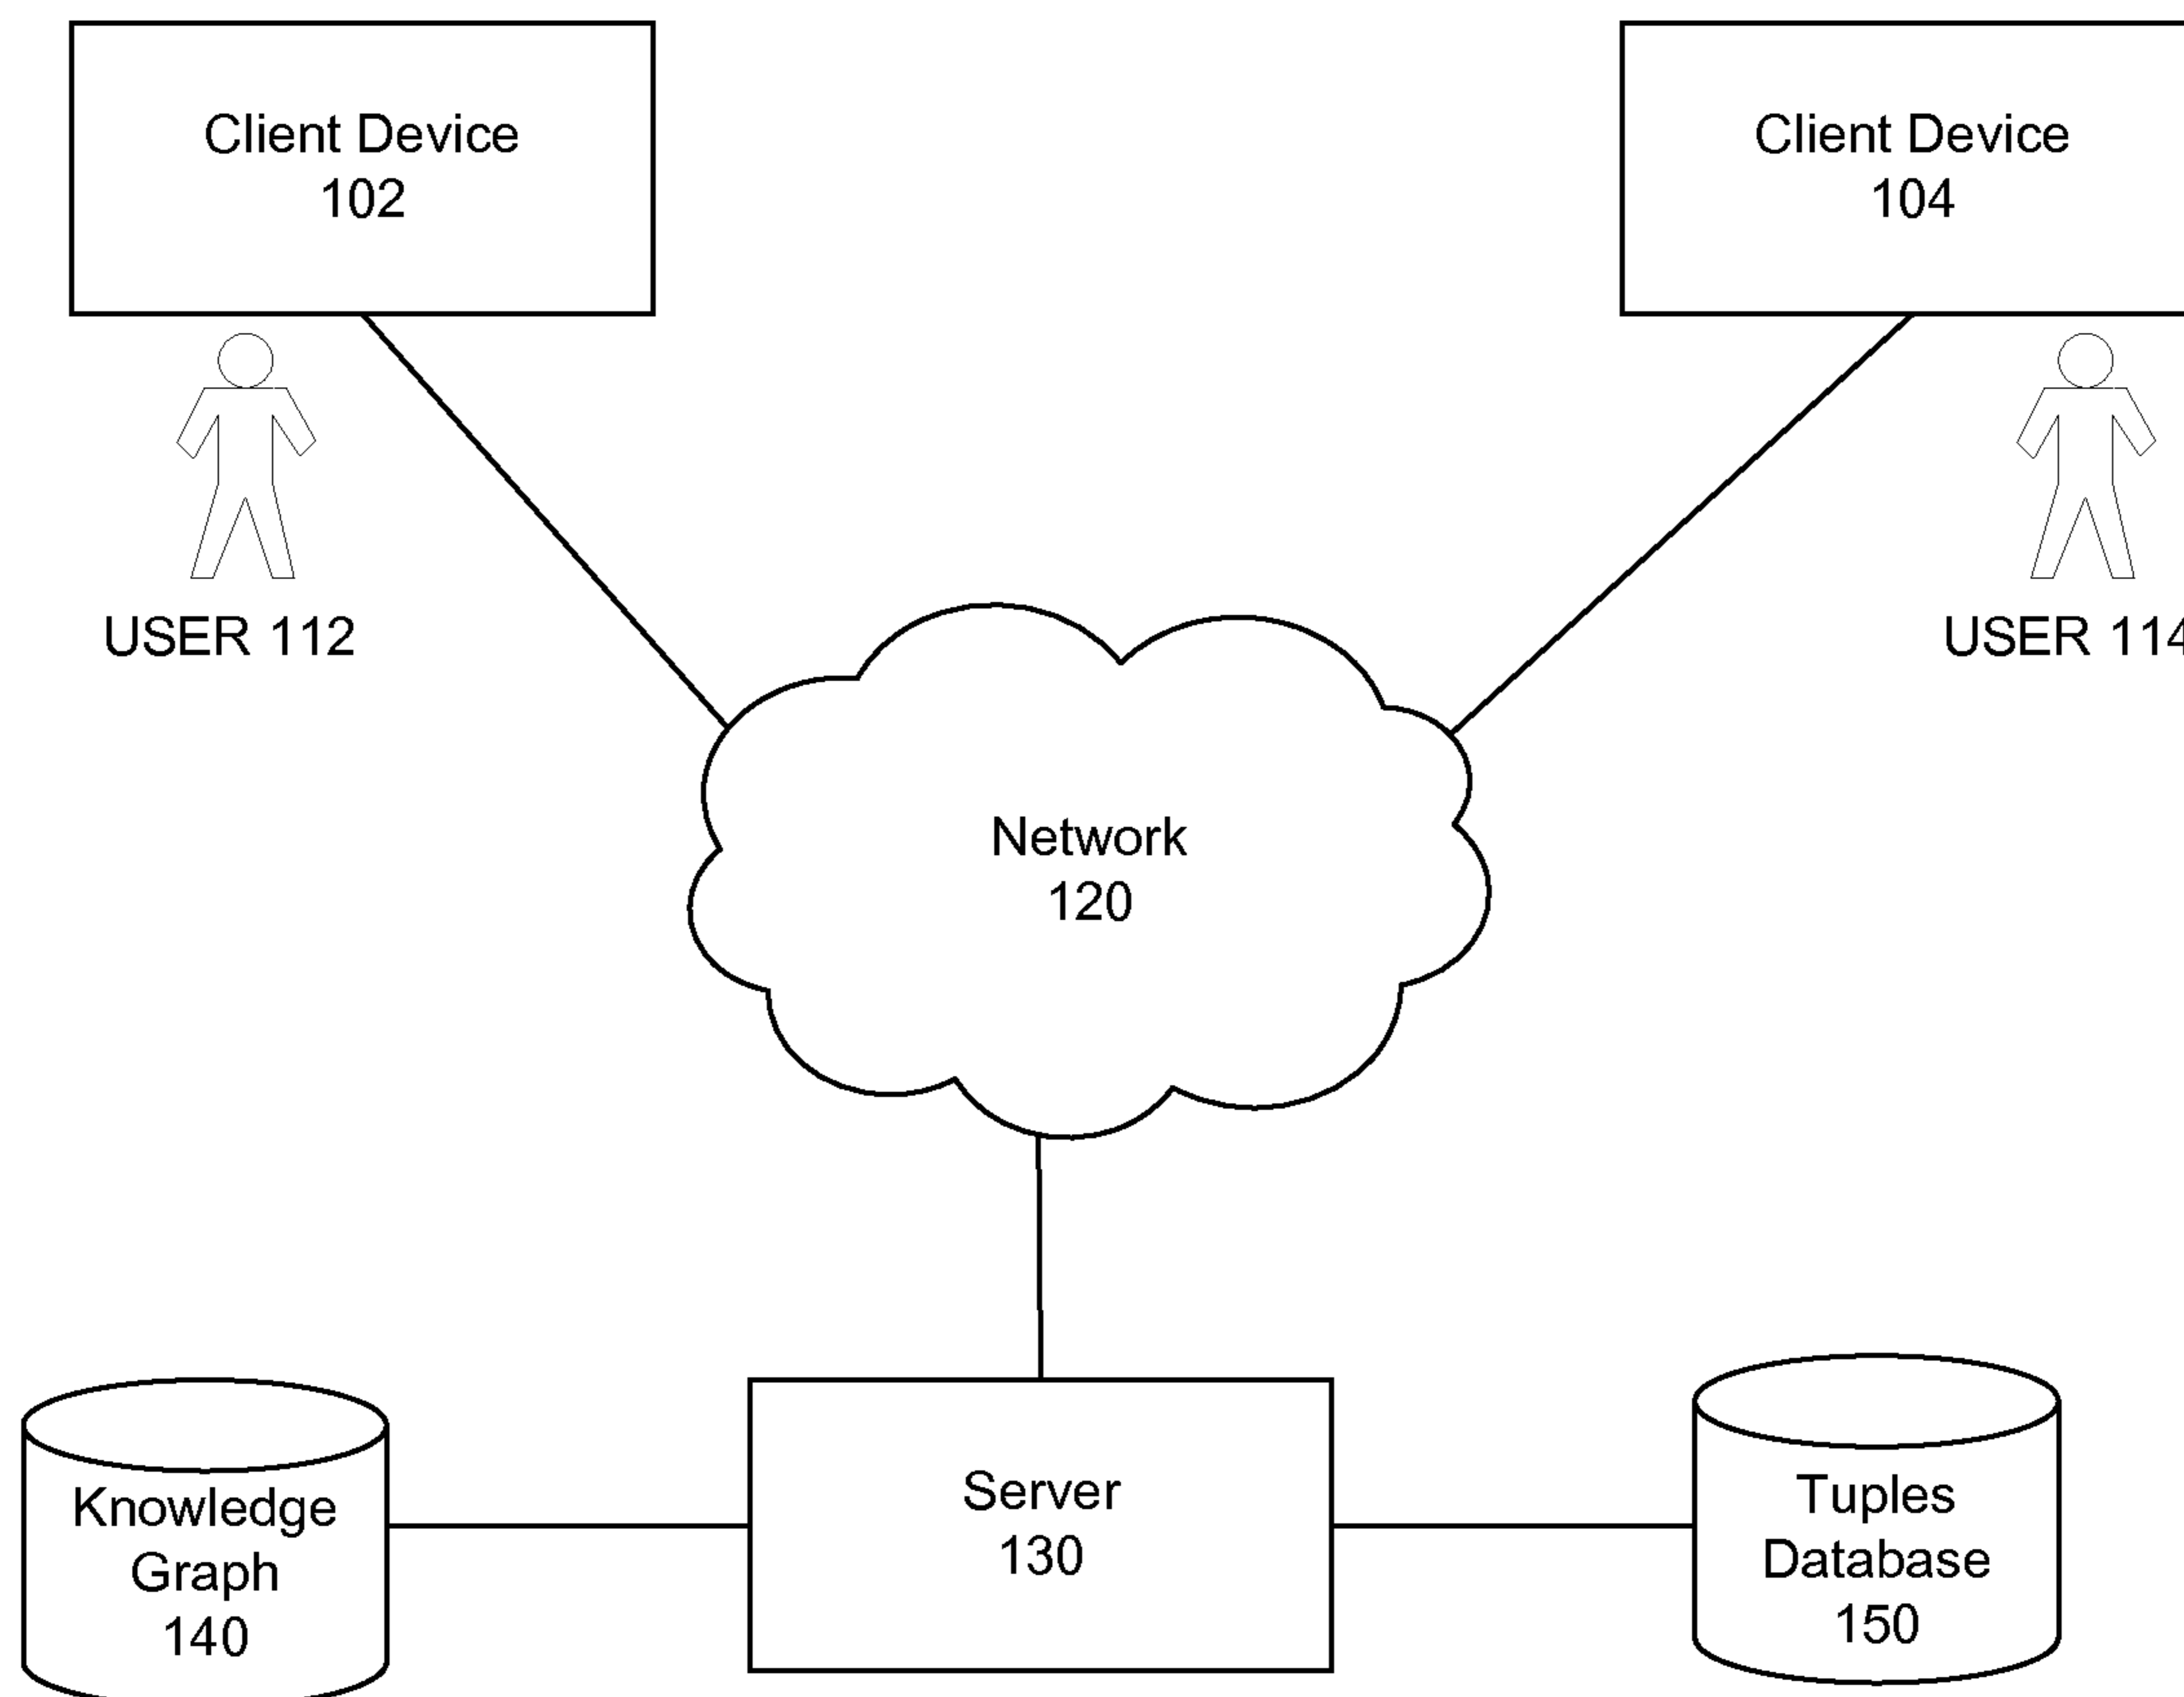 Client Device
102
Client Device
104
USER 112
USER 114
Network
120
Knowledge
Graph
140
Server
130
Tuples
Database
150